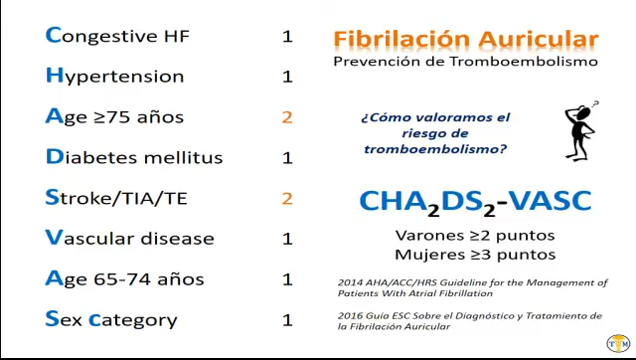 Congestive HF 1
Hypertension 1
Age ≥75 años 2
Diabetes mellitus 1
Stroke/TIA/TE 2
Vascular disease 1
Age 65-74 años 1
Sex category 1
Fibrilación Auricular
Prevención de Tromboembolismo
¿Cómo valoramos el
riesgo de
tromboembolismo?
CHA₂DS₂-VASC
Varones ≥2 puntos
Mujeres ≥3 puntos
2014 AHA/ACC/HRS Guideline for the Management of
Patients With Atrial Fibrillation
2016 Guía ESC Sobre el Diagnóstico y Tratamiento de
la Fibrilación Auricular